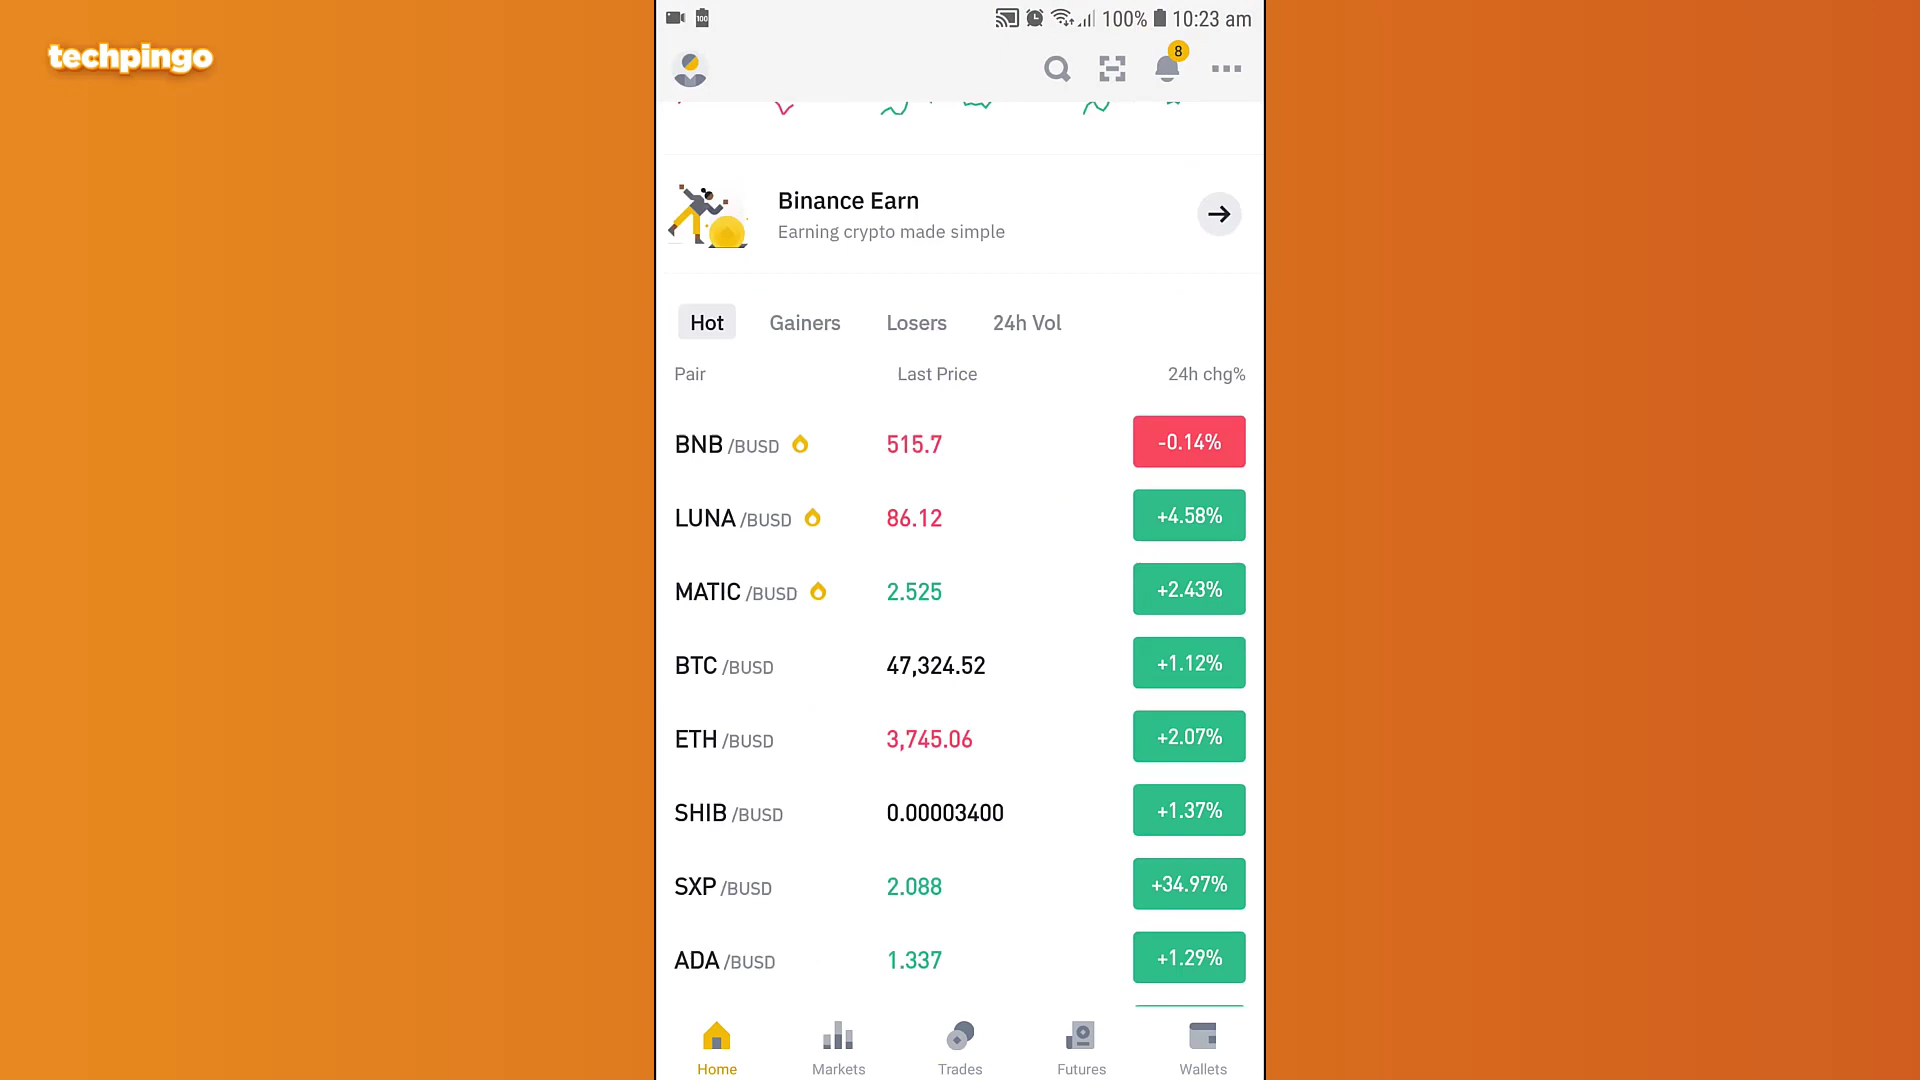 techpingo
100
100% 10:23 am
8
Binance Earn
Earning crypto made simple
Hot Gainers Losers 24h Vol
Pair Last Price 24h chg%
BNB /BUSD 515.7 -0.14%
LUNA /BUSD 86.12 +4.58%
MATIC /BUSD 2.525 +2.43%
BTC /BUSD 47,324.52 +1.12%
ETH /BUSD 3,745.06 +2.07%
SHIB /BUSD 0.00003400 +1.37%
SXP /BUSD 2.088 +34.97%
ADA /BUSD 1.337 +1.29%
Home Markets Trades Futures Wallets